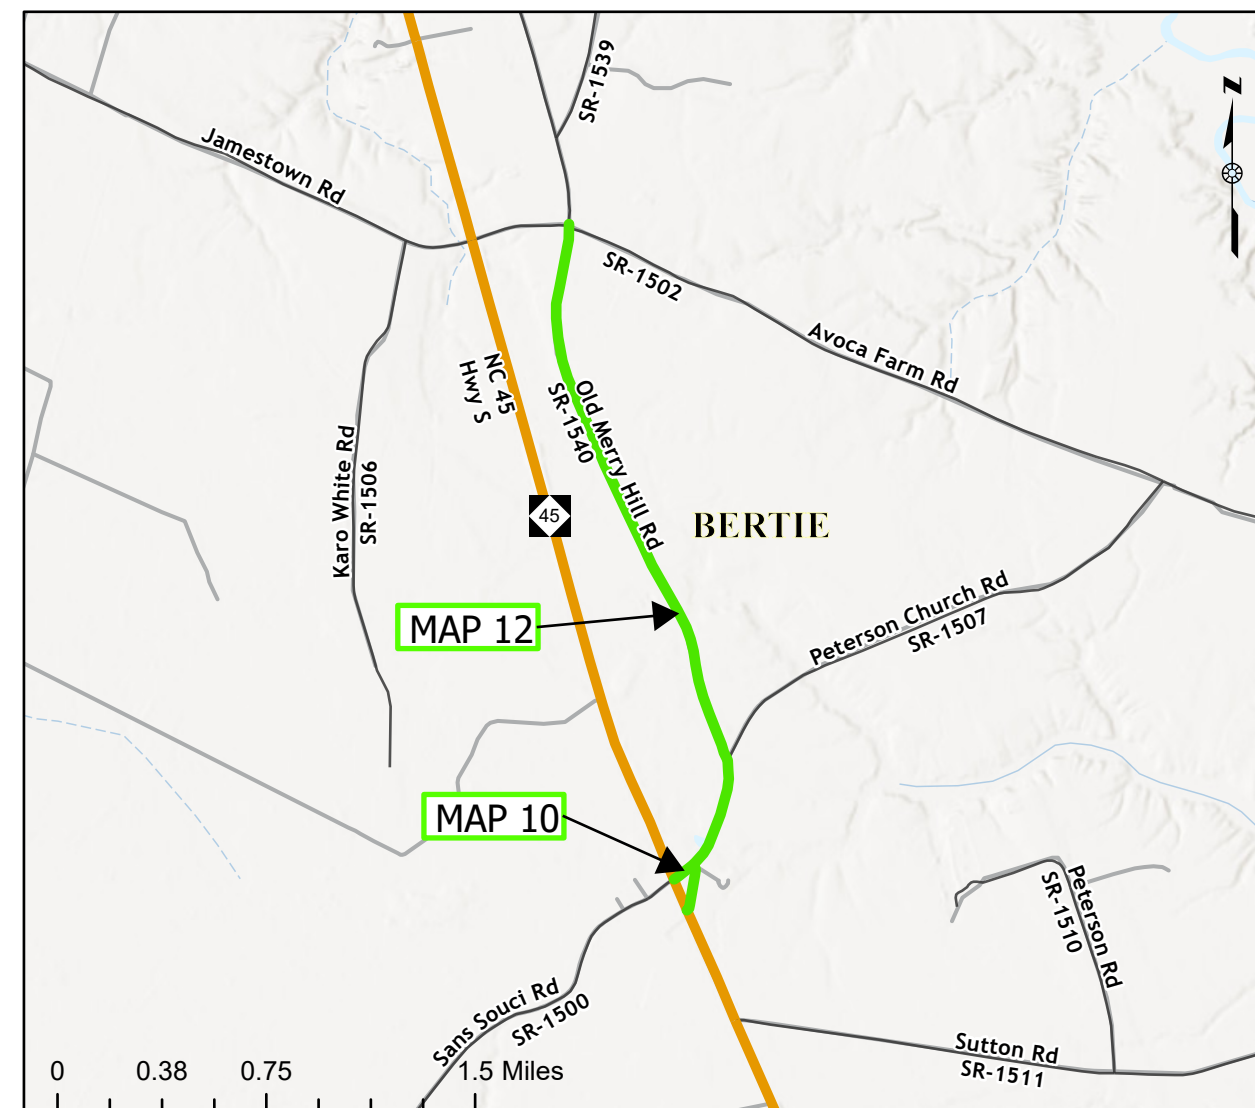 SR-1539
N
Jamestown Rd
SR-1502
Avoca Farm Rd
NC 45
Hwy S
Old Merry Hill Rd
SR-1540
Karo White Rd
SR-1506
45
BERTIE
MAP 12
Peterson Church Rd
SR-1507
MAP 10
Peterson Rd
SR-1510
Sans Souci Rd
SR-1500
Sutton Rd
SR-1511
0 0.38 0.75 1.5 Miles